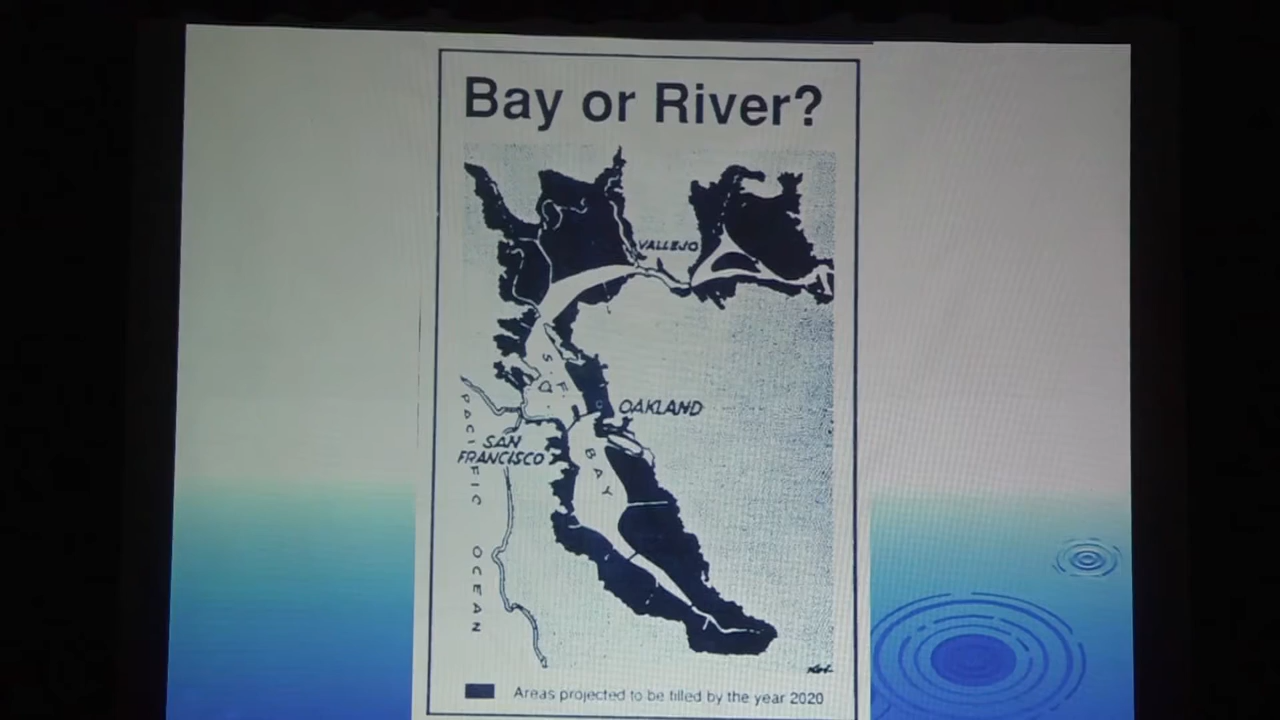 Bay or River?
VALLEJO
OAKLAND
SAN
FRANCISCO
S. F.
BAY
PACIFIC OCEAN
Areas projected to be filled by the year 2020